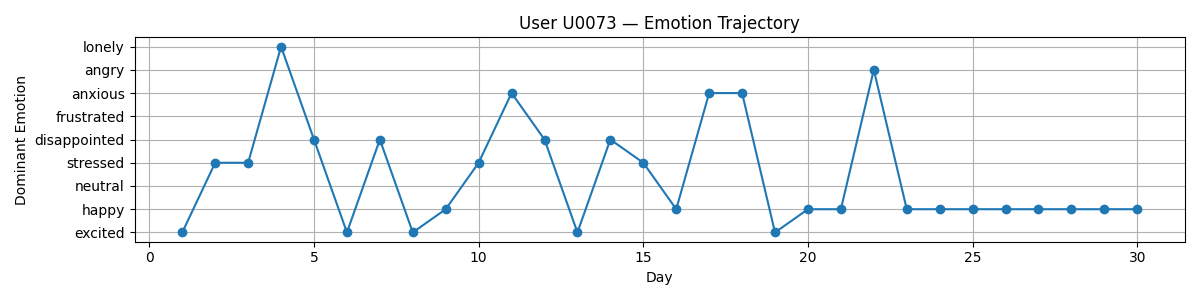 User U0073 — Emotion Trajectory
Dominant Emotion
lonely
angry
anxious
frustrated
disappointed
stressed
neutral
happy
excited
0 5 10 15 20 25 30
Day